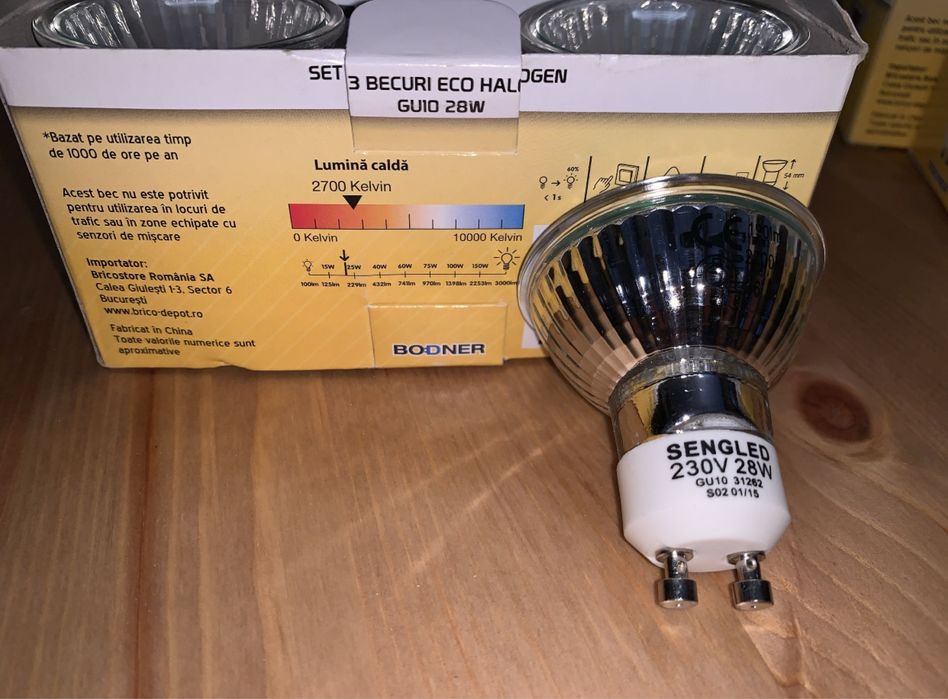 SET 3 BECURI ECO HALOGEN
GU10 28W
*Bazat pe utilizarea timp
de 1000 de ore pe an
Acest bec nu este potrivit
pentru utilizarea în locuri de
trafic sau în zone echipate cu
senzori de mișcare
Importator:
Bricostore România SA
Calea Giulești 1-3, Sector 6
București
www.brico-depot.ro
Fabricat în China
Toate valorile numerice sunt
aproximative
Lumină caldă
2700 Kelvin
0 Kelvin 10000 Kelvin
15W 25W 40W 60W 75W 100W 150W
100lm 125lm 229lm 432lm 741lm 970lm 1398lm 2253lm 3000lm
BODNER
60%
< 1s
54 mm
SENGLED
230V 28W
GU10 31262
S02 01/15